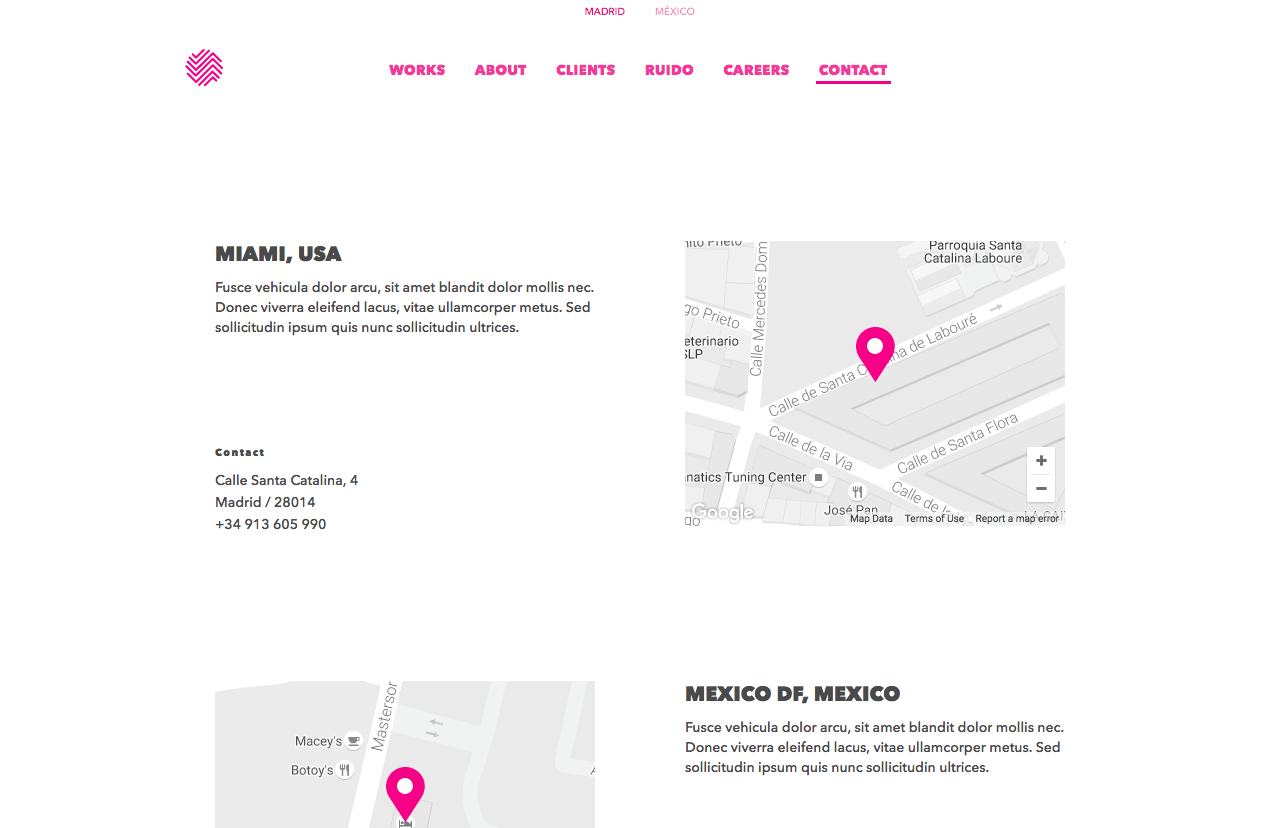 MADRID MÉXICO
WORKS ABOUT CLIENTS RUIDO CAREERS CONTACT
MIAMI, USA
Fusce vehicula dolor arcu, sit amet blandit dolor mollis nec.
Donec viverra eleifend lacus, vitae ullamcorper metus. Sed
sollicitudin ipsum quis nunc sollicitudin ultrices.
Contact
Calle Santa Catalina, 4
Madrid / 28014
+34 913 605 990
Prieto
Calle Mercedes Dom
Parroquia Santa
Catalina Laboure
go Prieto
eterinario
SLP
Calle de Santa C
na de Labouré
Calle de la Via
Calle de Santa Flora
natics Tuning Center
Calle de
José Pan
Google
Map Data Terms of Use Report a map error
Mastersor
Macey's
Botoy's
MEXICO DF, MEXICO
Fusce vehicula dolor arcu, sit amet blandit dolor mollis nec.
Donec viverra eleifend lacus, vitae ullamcorper metus. Sed
sollicitudin ipsum quis nunc sollicitudin ultrices.